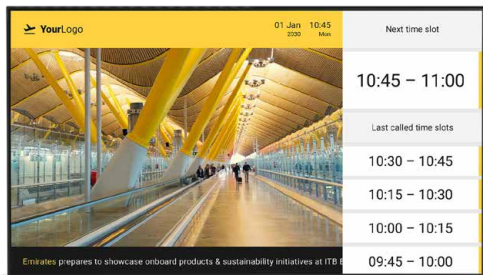 YourLogo
01 Jan 10:45
2030 Mon
Next time slot
10:45 – 11:00
Last called time slots
10:30 – 10:45
10:15 – 10:30
10:00 – 10:15
09:45 – 10:00
Emirates prepares to showcase onboard products & sustainability initiatives at ITB